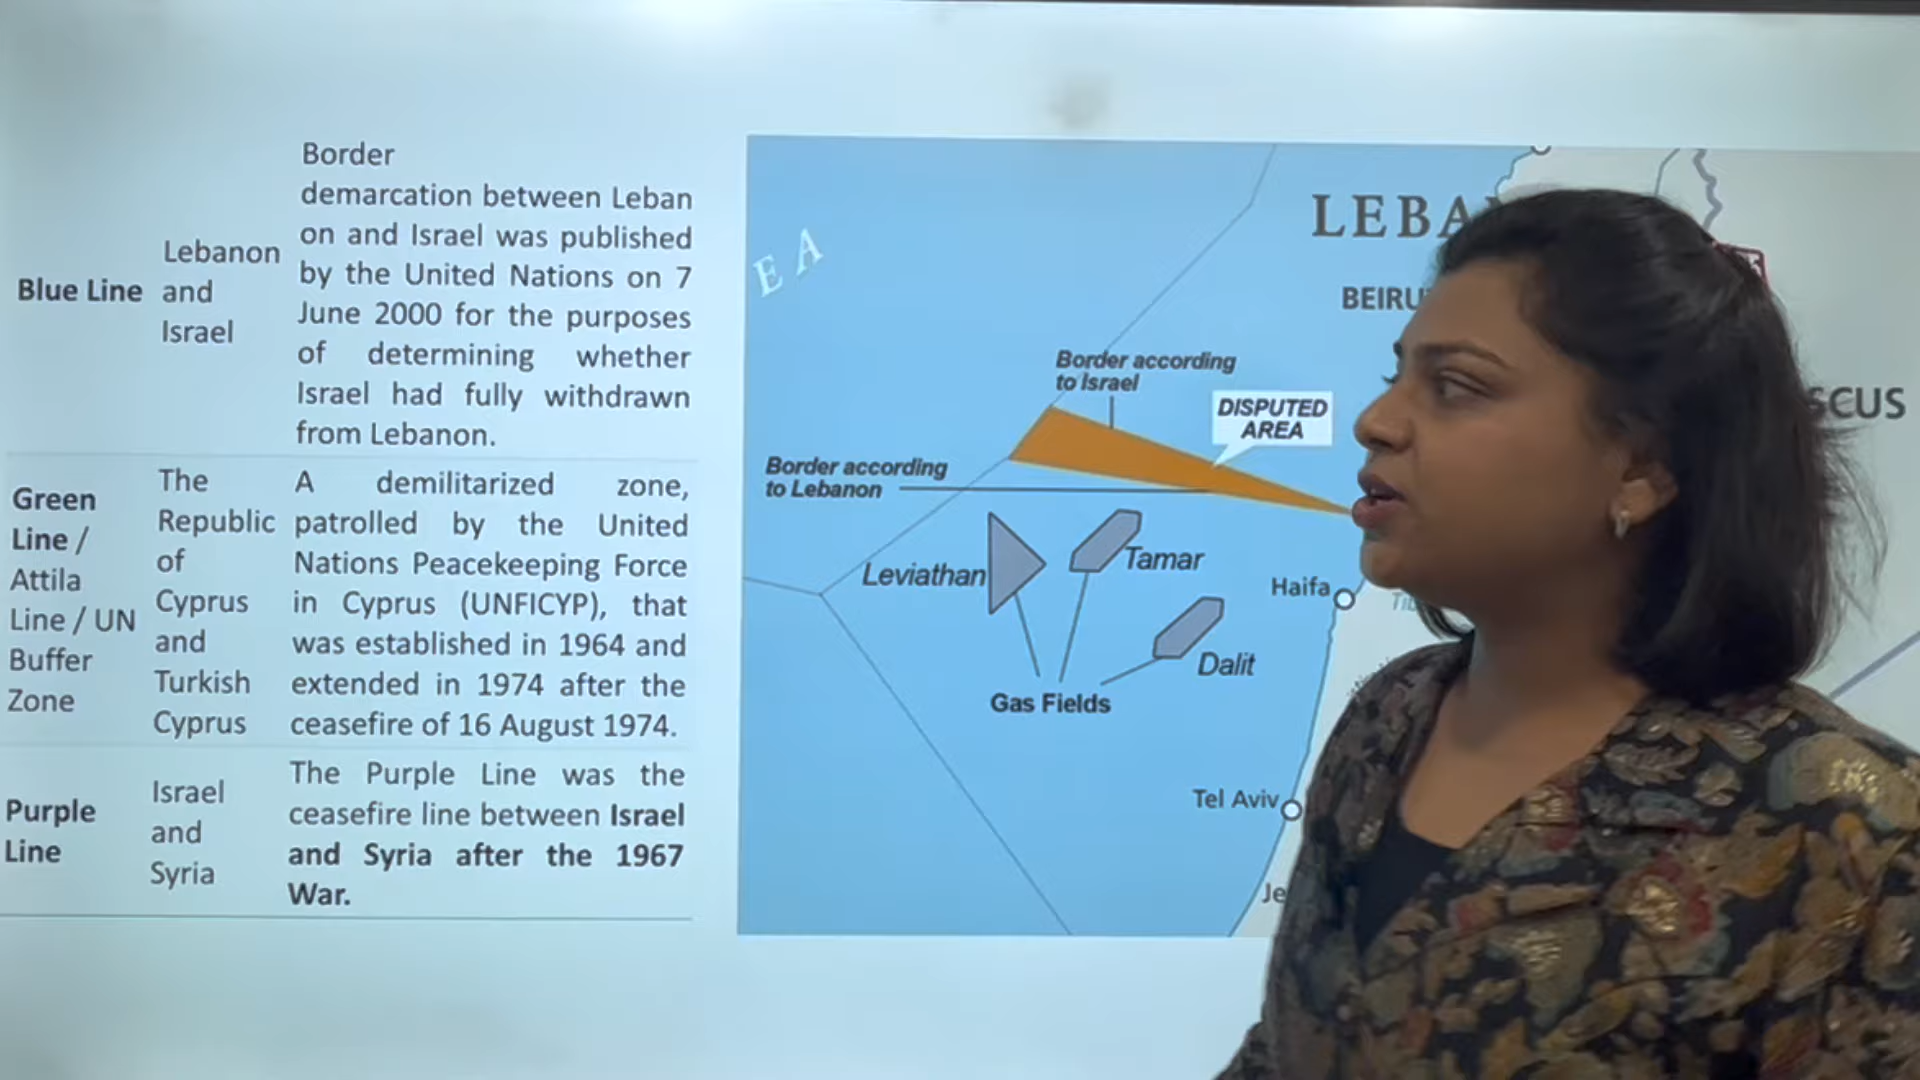 Blue Line
Lebanon
and
Israel
Border
demarcation between Leban
on and Israel was published
by the United Nations on 7
June 2000 for the purposes
of determining whether
Israel had fully withdrawn
from Lebanon.
Green
Line /
Attila
Line / UN
Buffer
Zone
The
Republic
of
Cyprus
and
Turkish
Cyprus
A demilitarized zone,
patrolled by the United
Nations Peacekeeping Force
in Cyprus (UNFICYP), that
was established in 1964 and
extended in 1974 after the
ceasefire of 16 August 1974.
Purple
Line
Israel
and
Syria
The Purple Line was the
ceasefire line between Israel
and Syria after the 1967
War.
EA
LEBA
BEIRU
SCUS
Border according
to Israel
DISPUTED
AREA
Border according
to Lebanon
Leviathan
Tamar
Haifa
Dalit
Gas Fields
Tel Aviv
Je